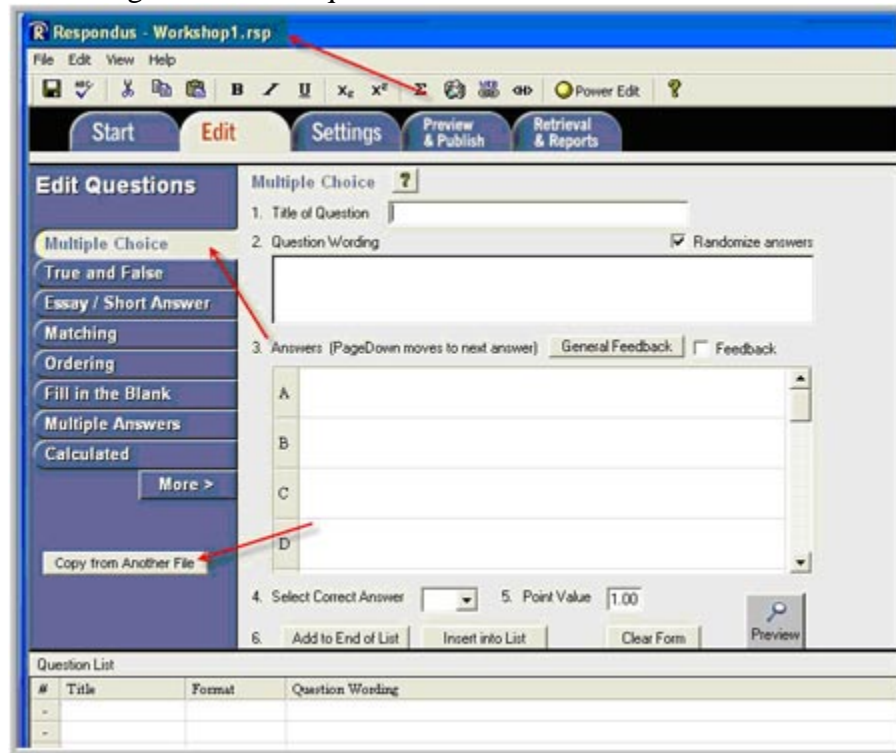 Respondus - Workshop1.rsp
File Edit View Help
ABC B I U X₂ X² Σ WEB Power Edit ?
Start Edit Settings Preview & Publish Retrieval & Reports
Edit Questions
Multiple Choice
True and False
Essay / Short Answer
Matching
Ordering
Fill in the Blank
Multiple Answers
Calculated
More >
Copy from Another File
Multiple Choice ?
1. Title of Question
2. Question Wording Randomize answers
3. Answers (PageDown moves to next answer) General Feedback Feedback
A
B
C
D
4. Select Correct Answer 5. Point Value 1.00
6. Add to End of List Insert into List Clear Form Preview
Question List
# Title Format Question Wording
-
-